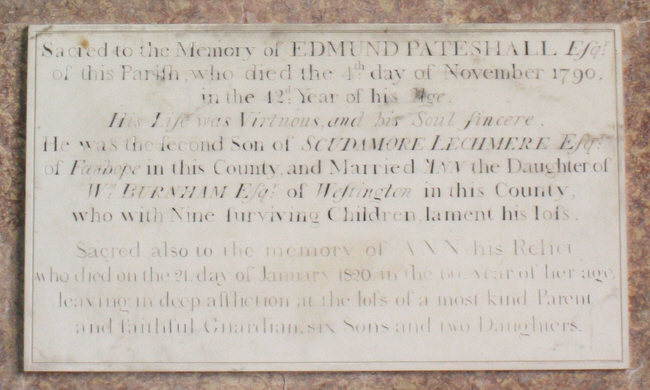 Sacred to the Memory of EDMUND PATESHALL Esqr.
of this Pariſh, who died the 4th day of November 1790,
in the 42d. Year of his Age.
His Life was Virtuous, and his Soul ſincere.
He was the ſecond Son of SCUDAMORE LECHMERE Esqr.
of Fanhope in this County, and Married ANN the Daughter of
Wm. BURNHAM Esqr. of Weſtington in this County,
who with Nine ſurviving Children, lament his loſs.
Sacred also to the memory of ANN his Relict
who died on the 21. day of January 1820 in the year of her age,
leaving in deep affliction at the loſs of a most kind Parent
and faithful Guardian, six Sons and two Daughters.